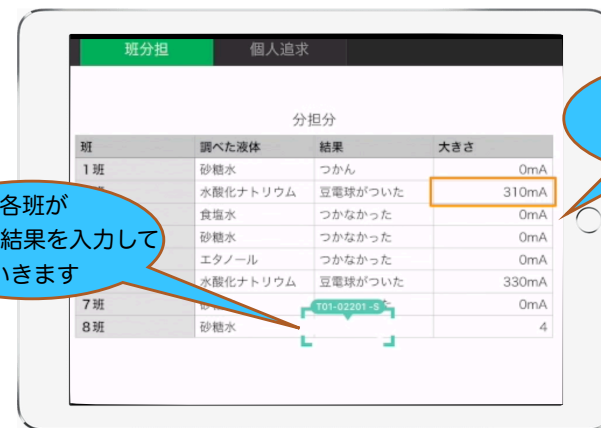 班分担 個人追求
分担分
班 調べた液体 結果 大きさ
1班 砂糖水 つかん 0mA
水酸化ナトリウム 豆電球がついた 310mA
食塩水 つかなかった 0mA
砂糖水 つかなかった 0mA
エタノール つかなかった 0mA
水酸化ナトリウム 豆電球がついた 330mA
7班 た 0mA
T01-02201 -S
8班 砂糖水 4
各班が
結果を入力して
いきます